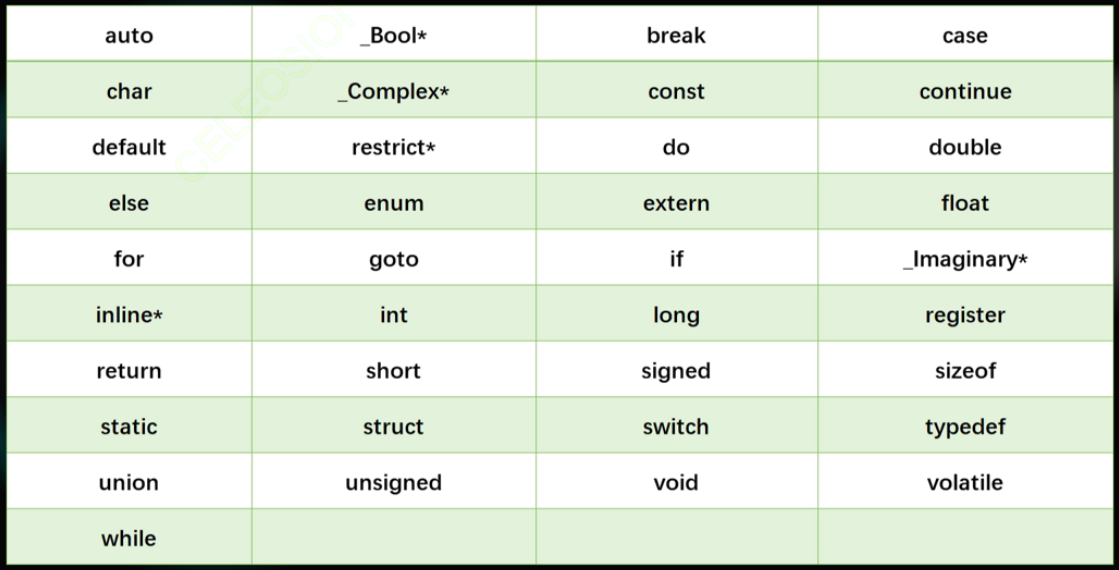 auto _Bool* break case
char _Complex* const continue
default restrict* do double
else enum extern float
for goto if _Imaginary*
inline* int long register
return short signed sizeof
static struct switch typedef
union unsigned void volatile
while